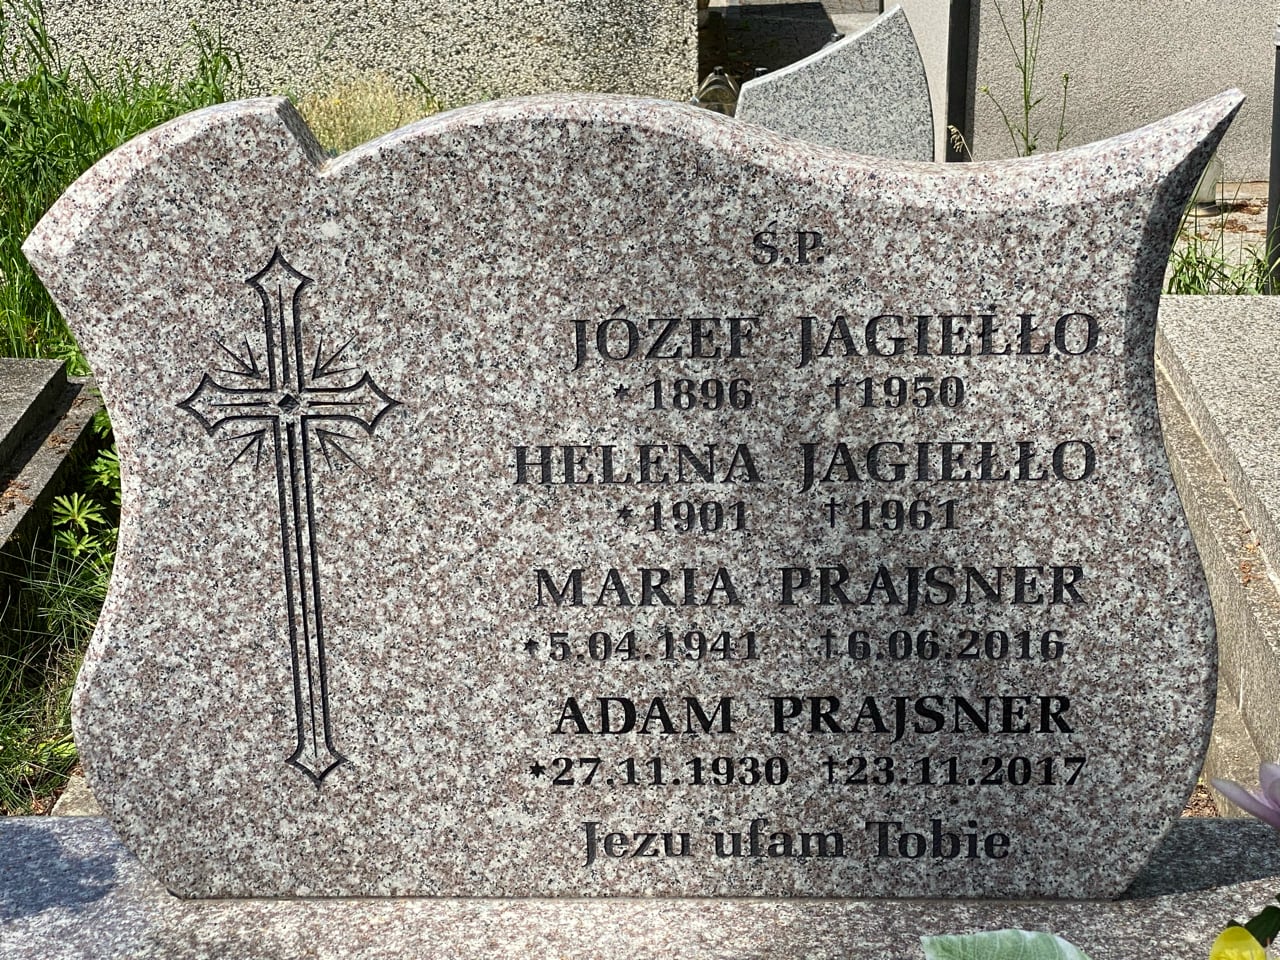 Ś.P.
JÓZEF JAGIEŁŁO
*1896 †1950
HELENA JAGIEŁŁO
*1901 †1961
MARIA PRAJSNER
*5.04.1941 †6.06.2016
ADAM PRAJSNER
*27.11.1930 †23.11.2017
Jezu ufam Tobie